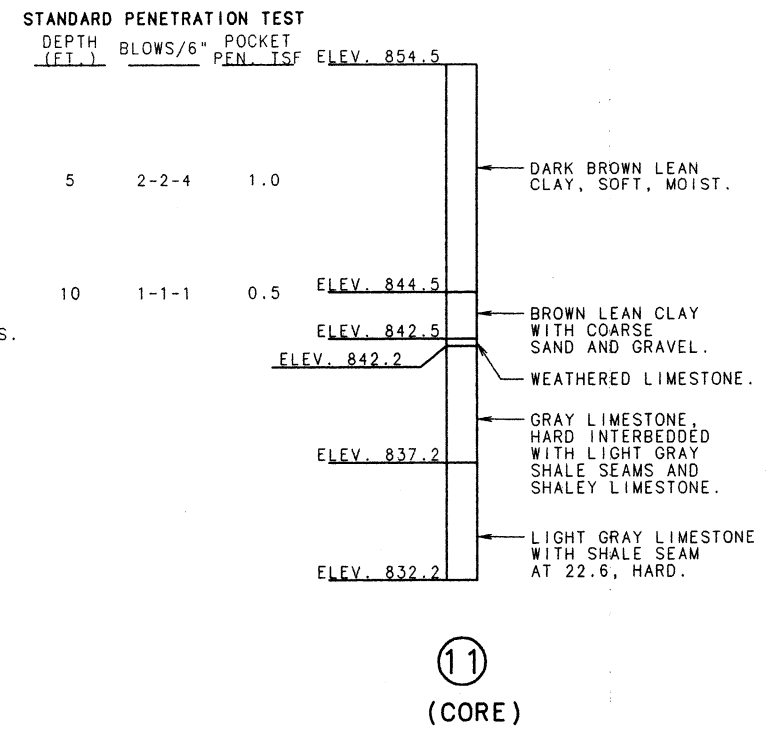 STANDARD PENETRATION TEST
DEPTH (FT.) BLOWS/6" POCKET PEN. TSF
ELEV. 854.5
DARK BROWN LEAN
CLAY, SOFT, MOIST.
5 2-2-4 1.0
ELEV. 844.5
10 1-1-1 0.5
BROWN LEAN CLAY
WITH COARSE
SAND AND GRAVEL.
S.
ELEV. 842.5
ELEV. 842.2
WEATHERED LIMESTONE.
GRAY LIMESTONE,
HARD INTERBEDDED
WITH LIGHT GRAY
SHALE SEAMS AND
SHALEY LIMESTONE.
ELEV. 837.2
LIGHT GRAY LIMESTONE
WITH SHALE SEAM
AT 22.6, HARD.
ELEV. 832.2
11
(CORE)